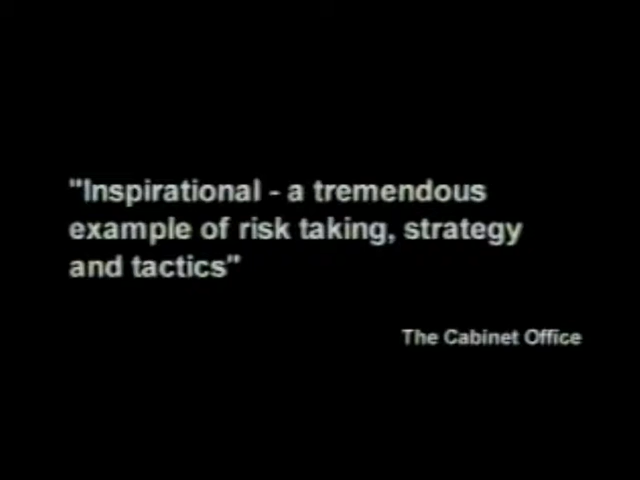 "Inspirational - a tremendous
example of risk taking, strategy
and tactics"
The Cabinet Office